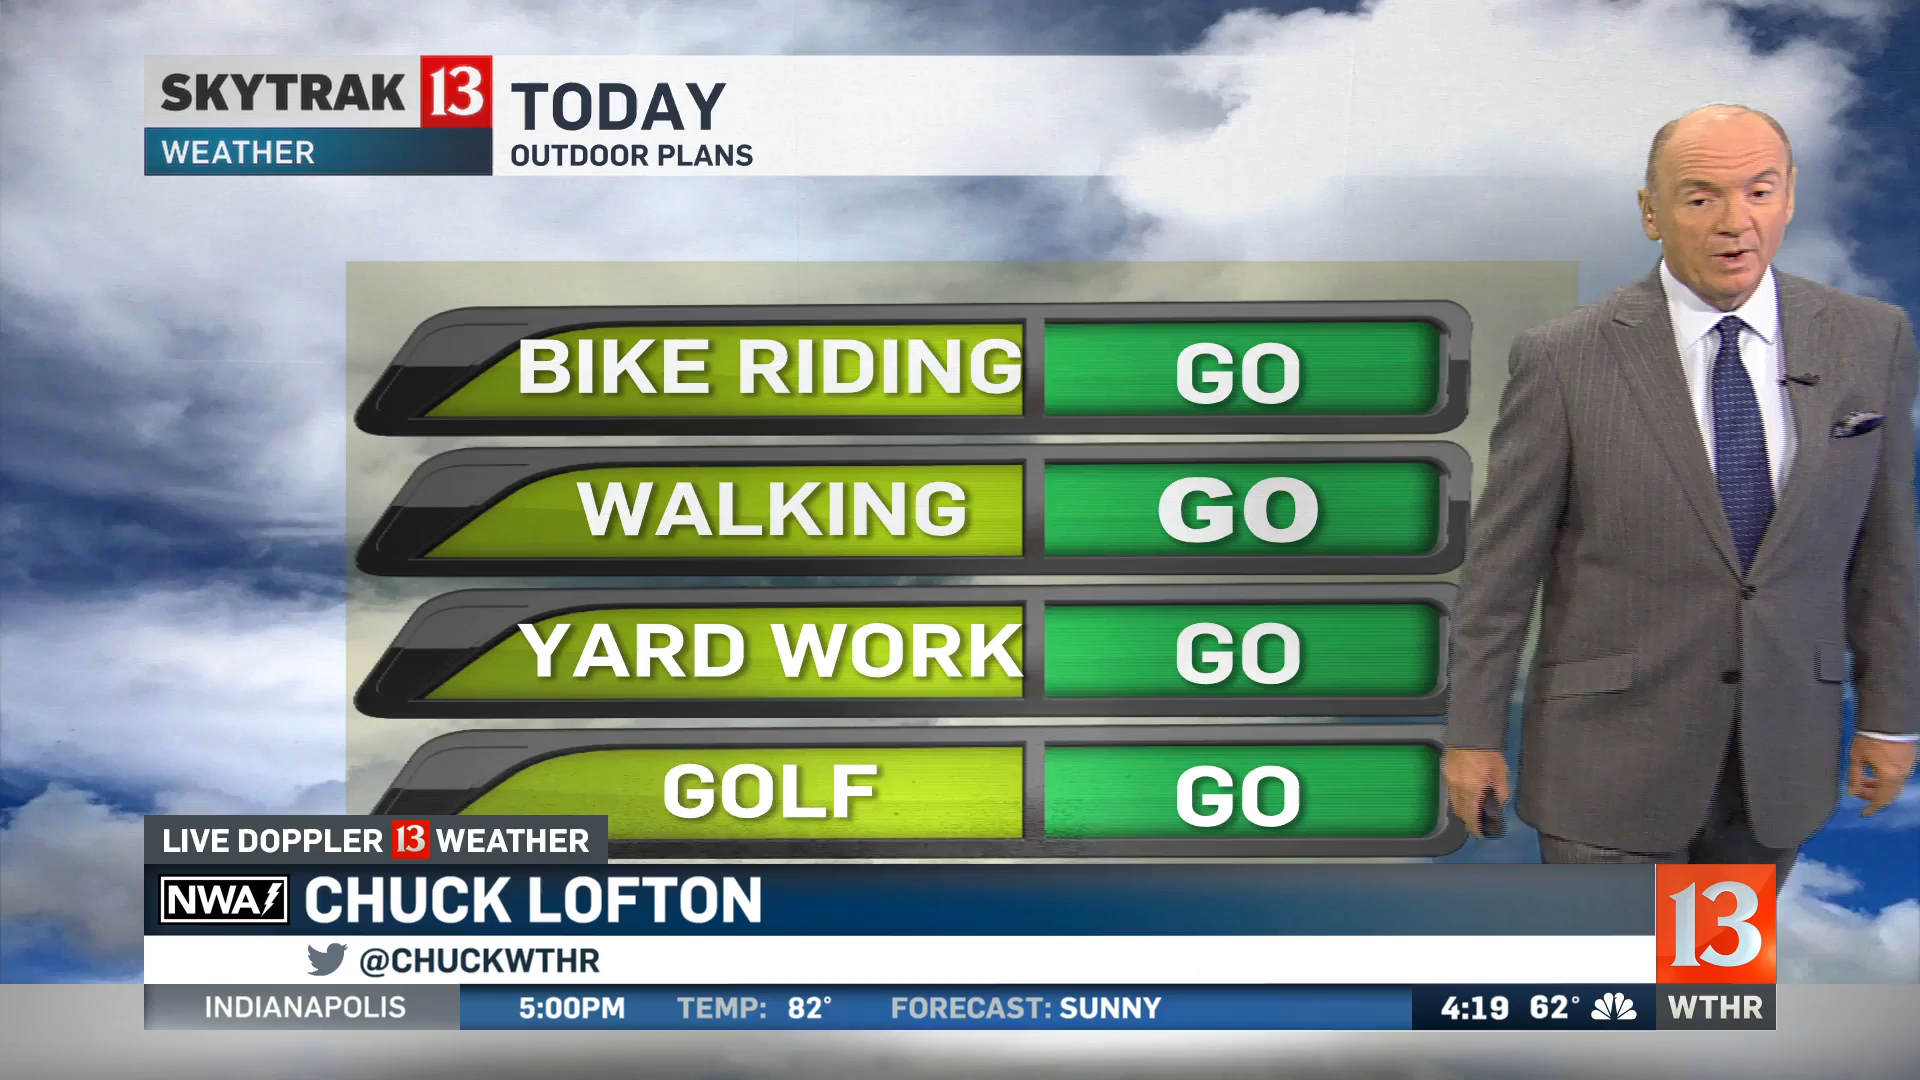 SKYTRAK 13
WEATHER
TODAY
OUTDOOR PLANS
BIKE RIDING GO
WALKING GO
YARD WORK GO
GOLF GO
LIVE DOPPLER 13 WEATHER
NWA CHUCK LOFTON
@CHUCKWTHR
13
INDIANAPOLIS 5:00PM TEMP: 82° FORECAST: SUNNY 4:19 62° WTHR